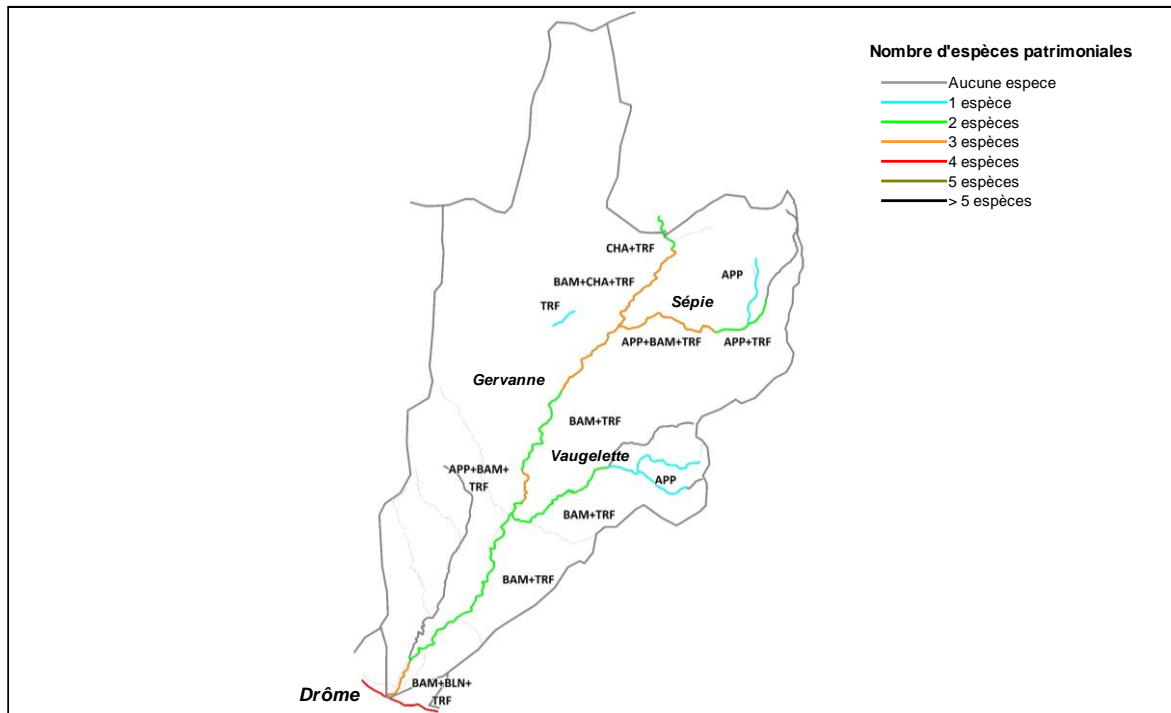 Nombre d'espèces patrimoniales
Aucune espece
1 espèce
2 espèces
3 espèces
4 espèces
5 espèces
> 5 espèces
CHA+TRF
BAM+CHA+TRF
APP
TRF
Sépie
APP+BAM+TRF
APP+TRF
Gervanne
BAM+TRF
Vaugelette
APP+BAM+
TRF
APP
BAM+TRF
BAM+TRF
Drôme
BAM+BLN+
TRF